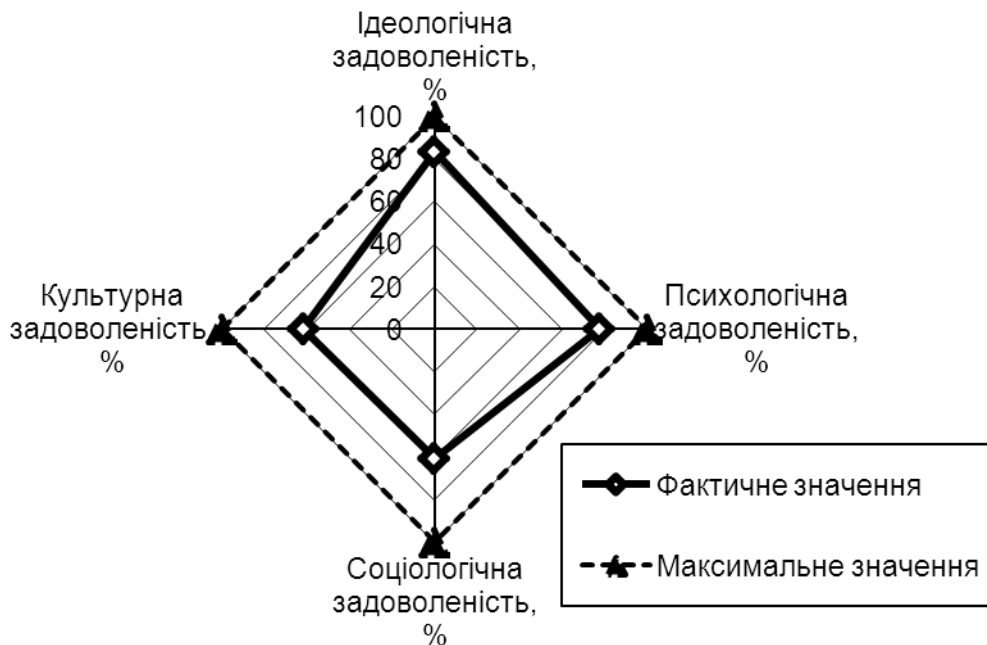 Ідеологічна
задоволеність,
%
100
80
60
40
20
0
Культурна
задоволеність,
%
Психологічна
задоволеність,
%
Соціологічна
задоволеність,
%
Фактичне значення
Максимальне значення